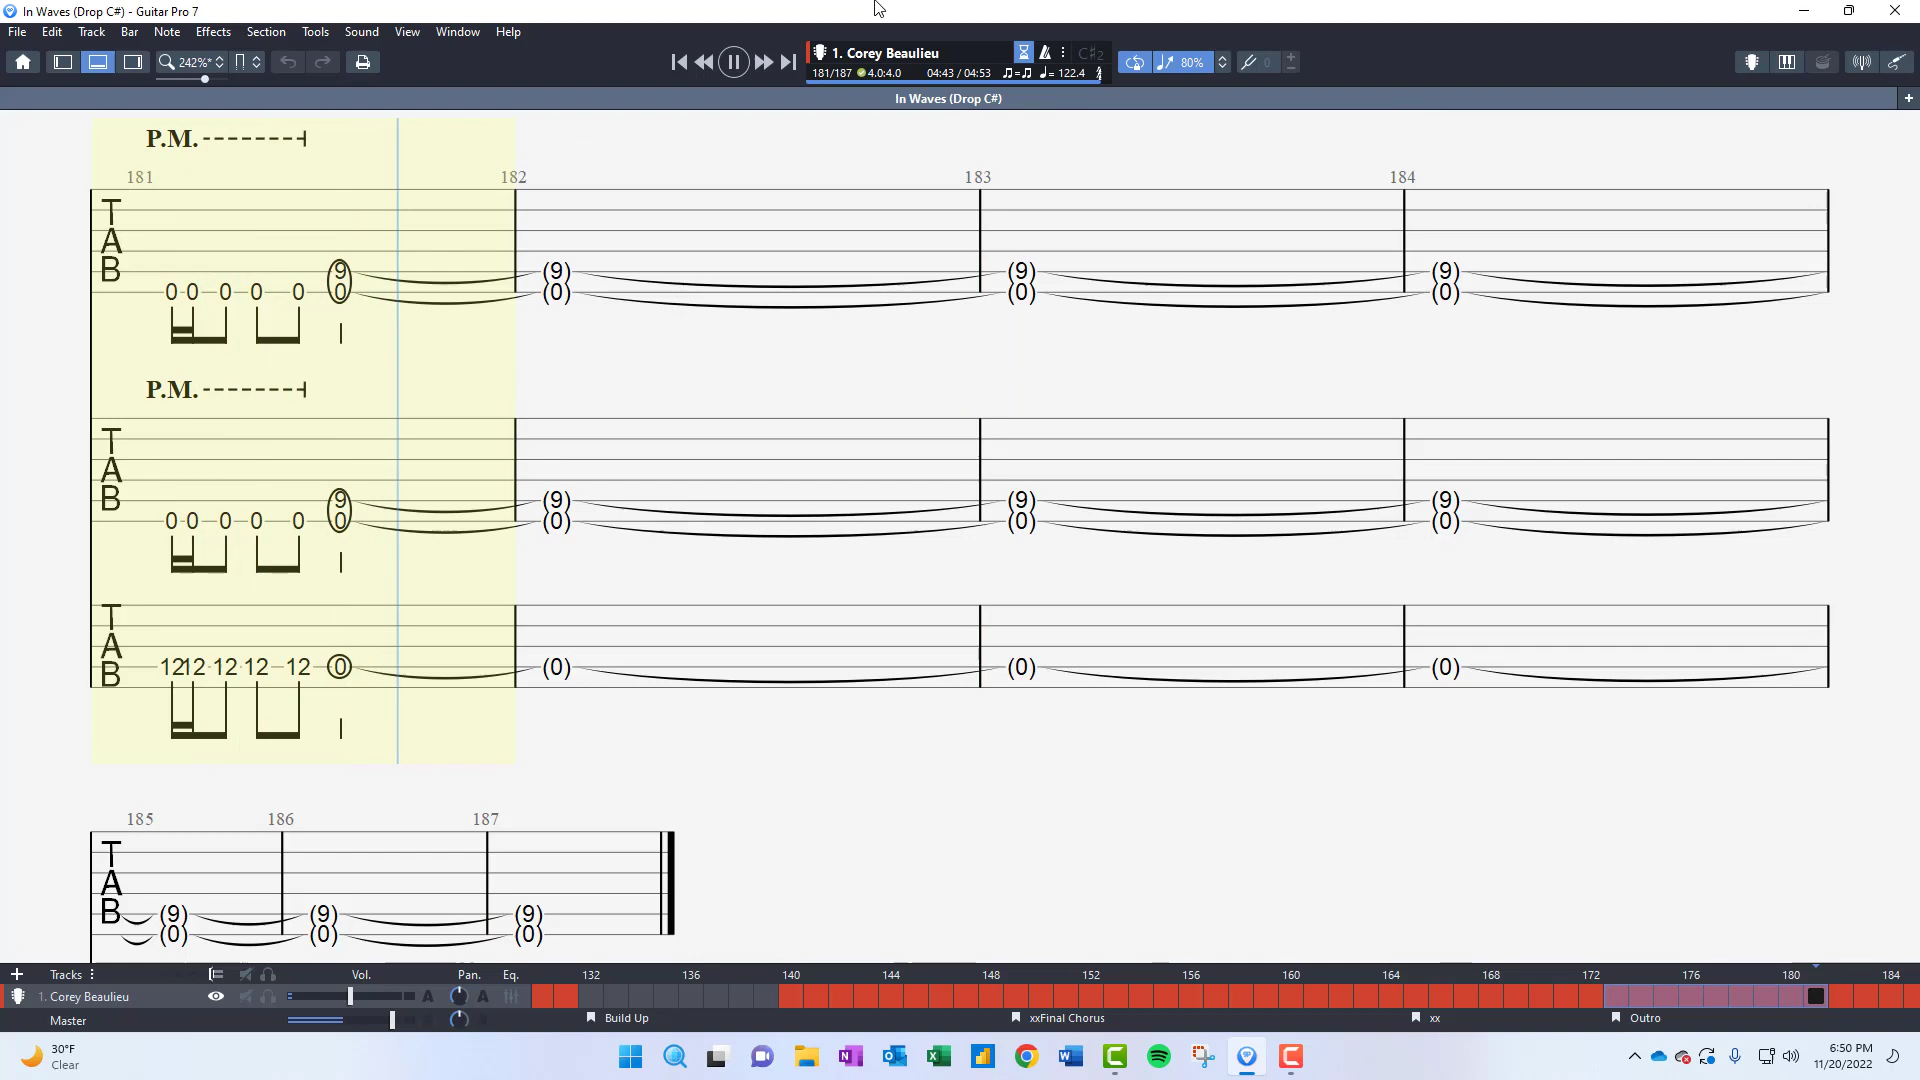 In Waves (Drop C#) - Guitar Pro 7
File Edit Track Bar Note Effects Section Tools Sound View Window Help
242%*
1. Corey Beaulieu
C#2
181/187 4.0:4.0 04:43 / 04:53 = 122.4
80%
0
In Waves (Drop C#)
P.M.
181 182 183 184
T
A
B
9 (9) (9) (9)
0 0 0 0 0 0 (0) (0) (0)
P.M.
T
A
B
9 (9) (9) (9)
0 0 0 0 0 0 (0) (0) (0)
T
A
B
12 12 12 12 12 0 (0) (0) (0)
185 186 187
T
A
B
(9) (9) (9)
(0) (0) (0)
Tracks Vol. Pan. Eq. 132 136 140 144 148 152 156 160 164 168 172 176 180 184
1. Corey Beaulieu A A
Master Build Up xxFinal Chorus xx Outro
30°F
Clear
6:50 PM
11/20/2022